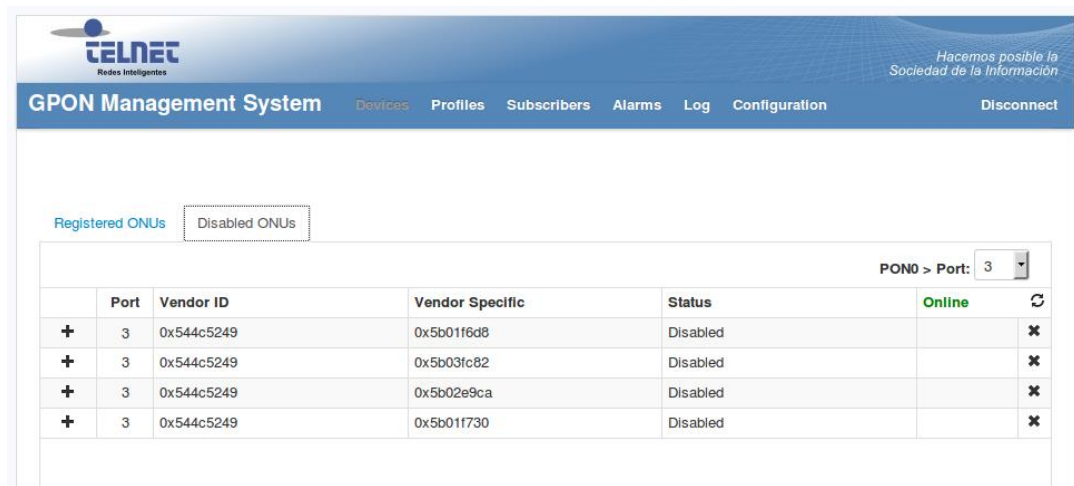 TELNET
Redes Inteligentes
Hacemos posible la
Sociedad de la Información
GPON Management System Devices Profiles Subscribers Alarms Log Configuration Disconnect
Registered ONUs Disabled ONUs
PON0 > Port: 3
Port Vendor ID Vendor Specific Status Online
3 0x544c5249 0x5b01f6d8 Disabled
3 0x544c5249 0x5b03fc82 Disabled
3 0x544c5249 0x5b02e9ca Disabled
3 0x544c5249 0x5b01f730 Disabled